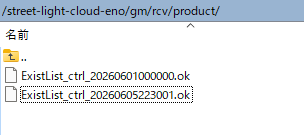 /street-light-cloud-eno/gm/rcv/product/
名前
..
ExistList_ctrl_20260601000000.ok
ExistList_ctrl_20260605223001.ok